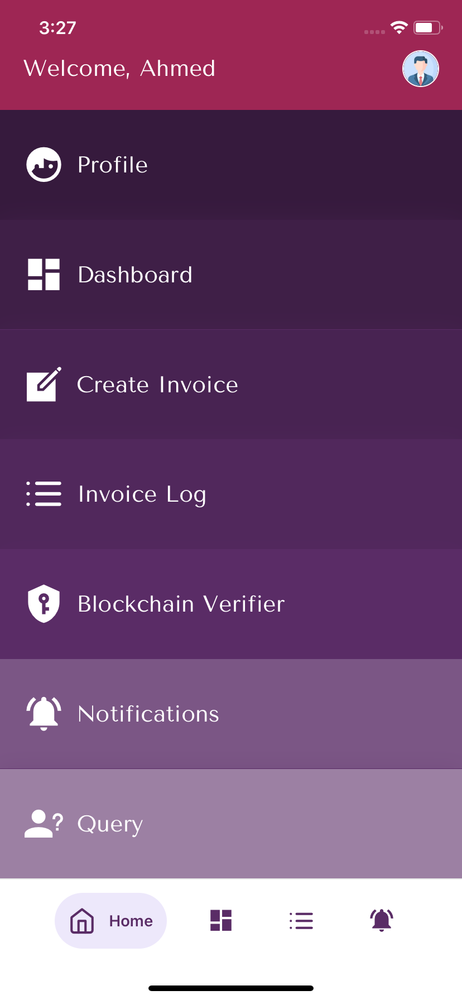 3:27
Welcome, Ahmed
Profile
Dashboard
Create Invoice
Invoice Log
Blockchain Verifier
Notifications
Query
Home